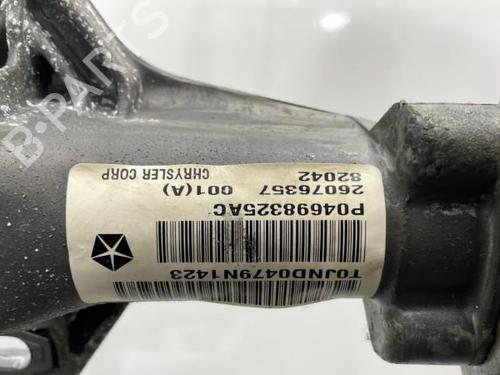 CHRYSLER CORP
82042
26076357 001(A)
P04698325AC
T0JND0479N1423
B-PARTS